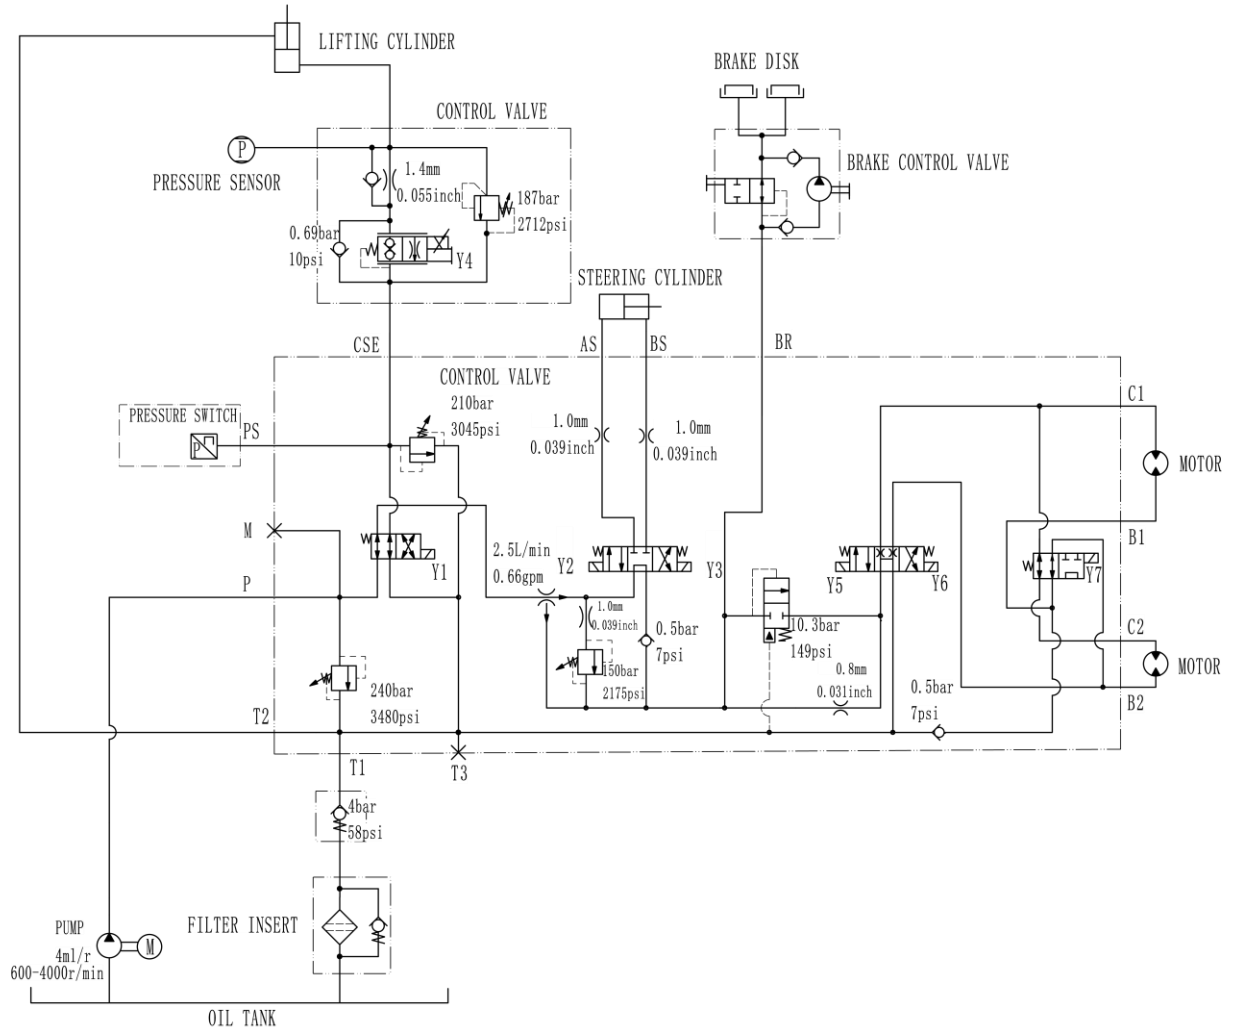 LIFTING CYLINDER
BRAKE DISK
CONTROL VALVE
P
PRESSURE SENSOR
1.4mm
0.055inch
187bar
2712psi
BRAKE CONTROL VALVE
0.69bar
10psi
Y4
STEERING CYLINDER
CSE
AS
BS
BR
CONTROL VALVE
PRESSURE SWITCH
P
PS
210bar
3045psi
1.0mm
0.039inch
1.0mm
0.039inch
C1
MOTOR
M
B1
Y1
2.5L/min
0.66gpm
Y2
Y3
Y5
Y6
Y7
P
1.0mm
0.039inch
0.5bar
7psi
10.3bar
149psi
C2
MOTOR
240bar
3480psi
150bar
2175psi
0.8mm
0.031inch
0.5bar
7psi
B2
T2
T1
T3
4bar
58psi
FILTER INSERT
PUMP
M
4ml/r
600-4000r/min
OIL TANK